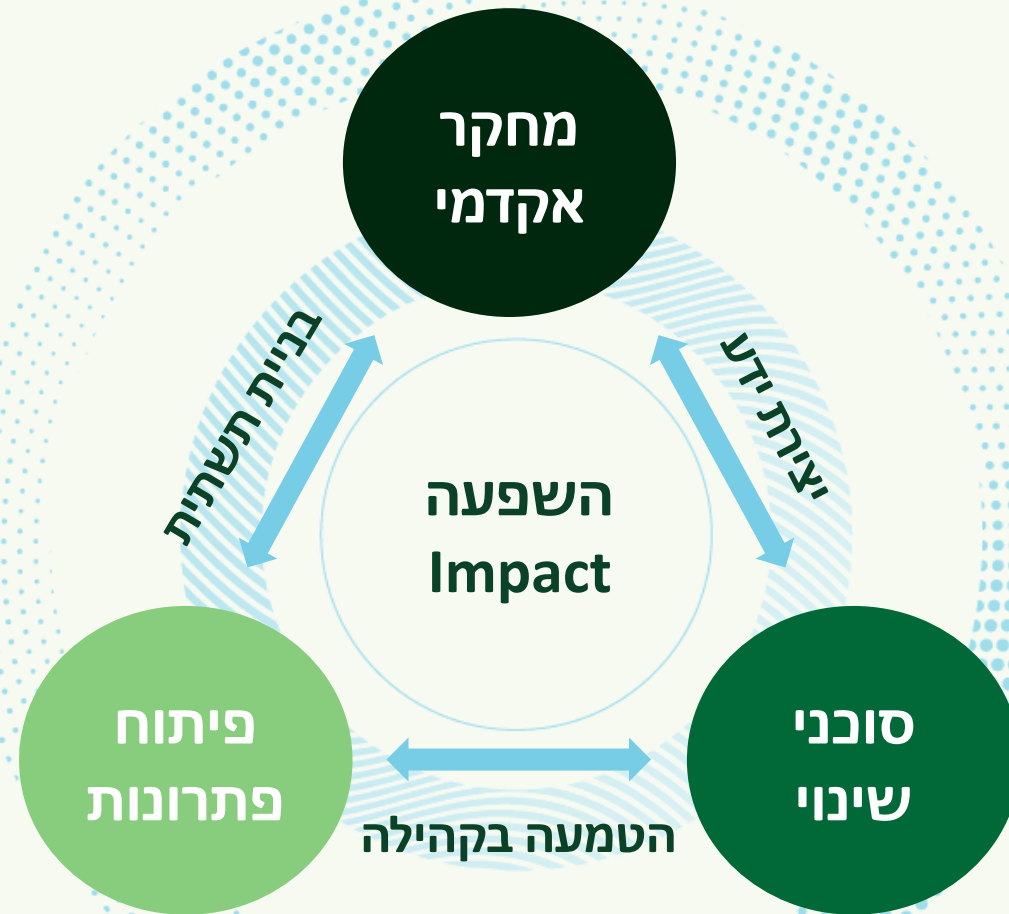 מחקר
אקדמי
יצירת ידע
בניית תשתית
השפעה
Impact
סוכני
שינוי
פיתוח
פתרונות
הטמעה בקהילה